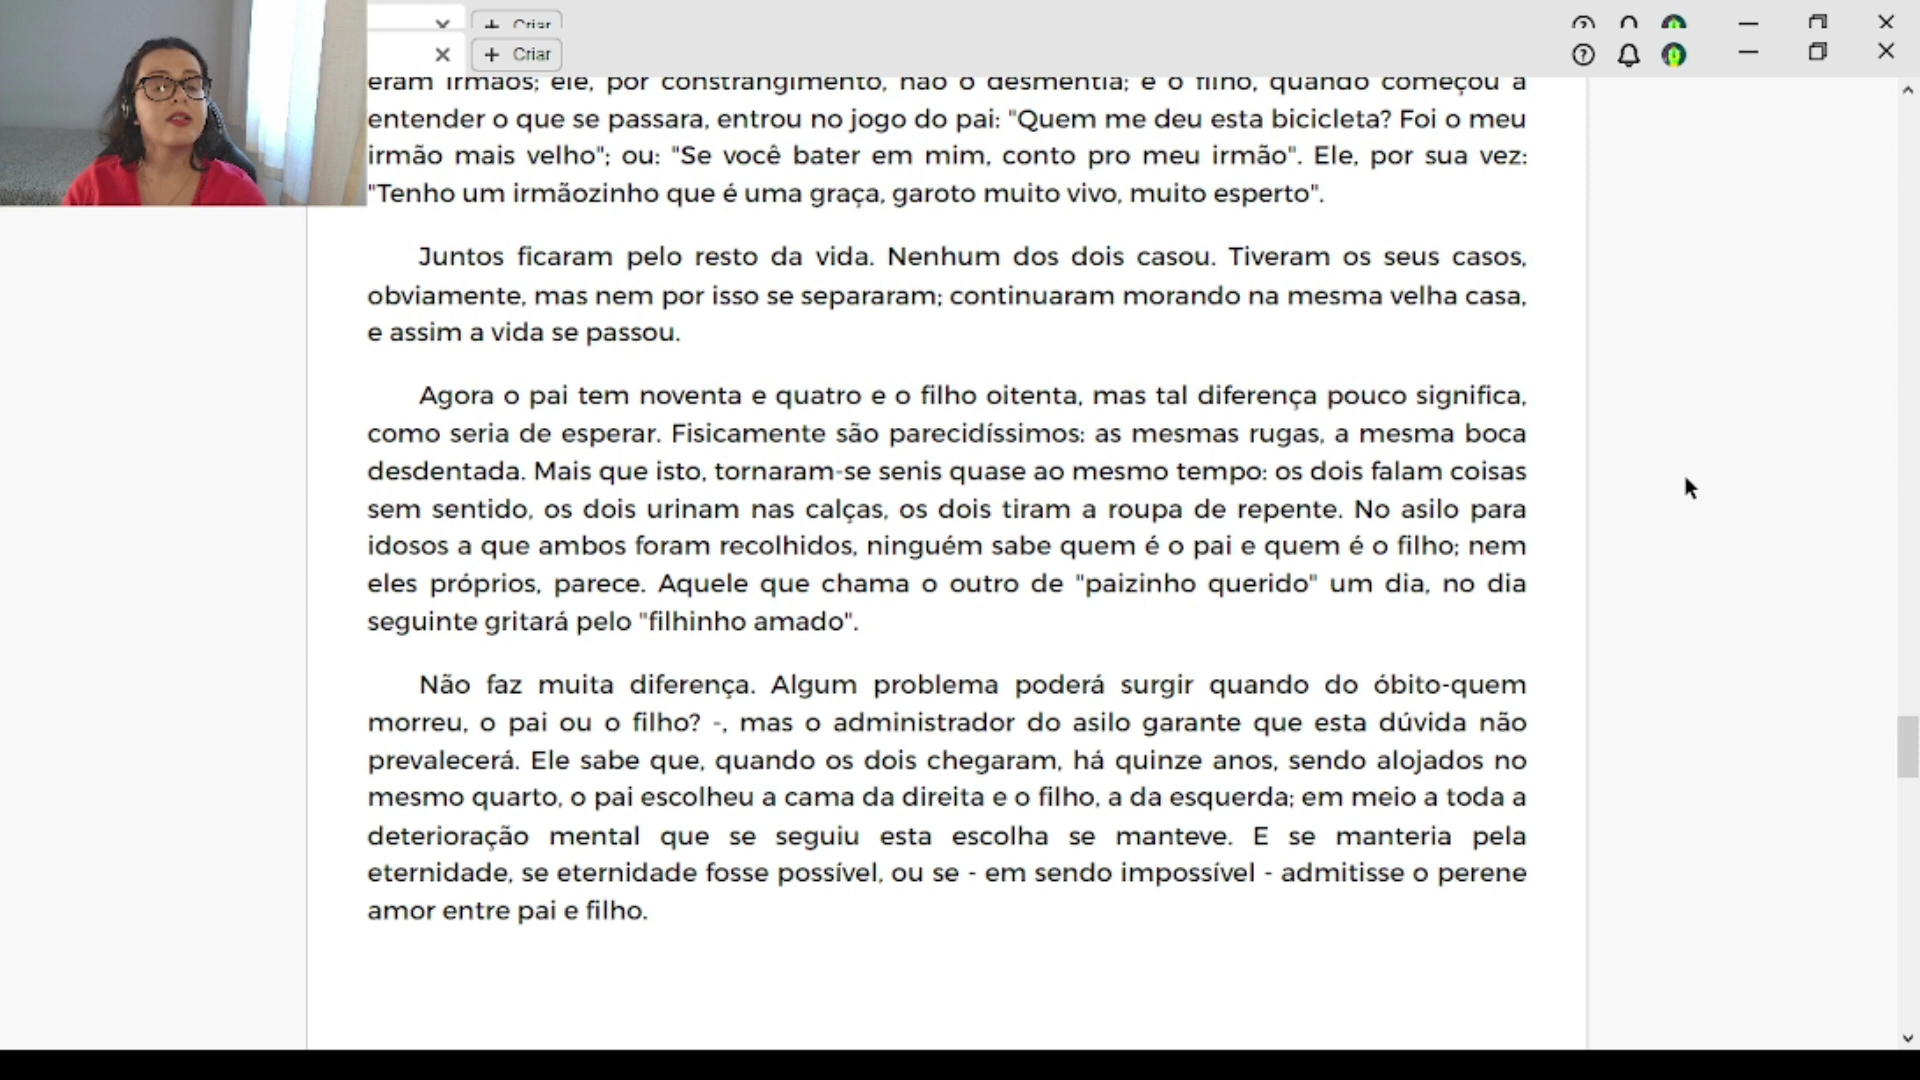 Criar
Criar
eram irmãos; ele, por constrangimento, não o desmentia; e o filho, quando começou a
entender o que se passara, entrou no jogo do pai: "Quem me deu esta bicicleta? Foi o meu
irmão mais velho"; ou: "Se você bater em mim, conto pro meu irmão". Ele, por sua vez:
"Tenho um irmãozinho que é uma graça, garoto muito vivo, muito esperto".
Juntos ficaram pelo resto da vida. Nenhum dos dois casou. Tiveram os seus casos,
obviamente, mas nem por isso se separaram; continuaram morando na mesma velha casa,
e assim a vida se passou.
Agora o pai tem noventa e quatro e o filho oitenta, mas tal diferença pouco significa,
como seria de esperar. Fisicamente são parecidíssimos: as mesmas rugas, a mesma boca
desdentada. Mais que isto, tornaram-se senis quase ao mesmo tempo: os dois falam coisas
sem sentido, os dois urinam nas calças, os dois tiram a roupa de repente. No asilo para
idosos a que ambos foram recolhidos, ninguém sabe quem é o pai e quem é o filho; nem
eles próprios, parece. Aquele que chama o outro de "paizinho querido" um dia, no dia
seguinte gritará pelo "filhinho amado".
Não faz muita diferença. Algum problema poderá surgir quando do óbito-quem
morreu, o pai ou o filho? -, mas o administrador do asilo garante que esta dúvida não
prevalecerá. Ele sabe que, quando os dois chegaram, há quinze anos, sendo alojados no
mesmo quarto, o pai escolheu a cama da direita e o filho, a da esquerda; em meio a toda a
deterioração mental que se seguiu esta escolha se manteve. E se manteria pela
eternidade, se eternidade fosse possível, ou se - em sendo impossível - admitisse o perene
amor entre pai e filho.